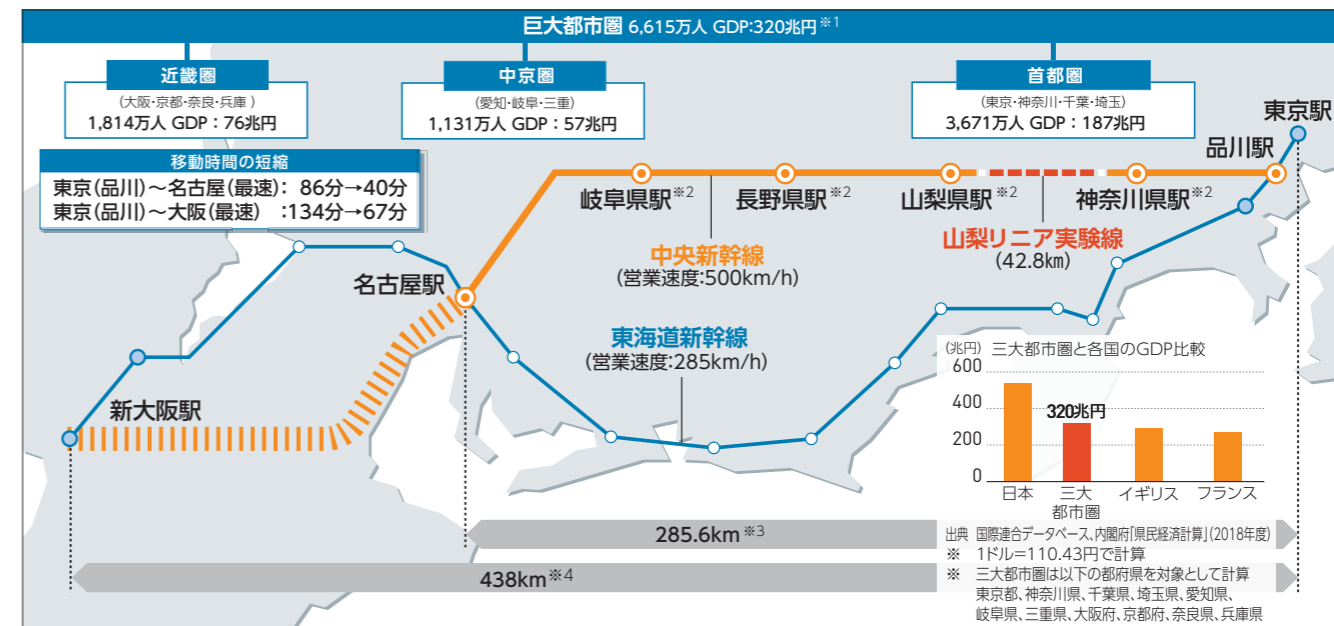 巨大都市圏 6,615万人 GDP:320兆円※1
近畿圏
(大阪・京都・奈良・兵庫)
1,814万人 GDP：76兆円
中京圏
(愛知・岐阜・三重)
1,131万人 GDP：57兆円
首都圏
(東京・神奈川・千葉・埼玉)
3,671万人 GDP：187兆円
移動時間の短縮
東京(品川)～名古屋(最速)： 86分→40分
東京(品川)～大阪(最速) :134分→67分
東京駅
品川駅
岐阜県駅※2
長野県駅※2
山梨県駅※2
神奈川県駅※2
中央新幹線
(営業速度:500km/h)
山梨リニア実験線
(42.8㎞)
名古屋駅
東海道新幹線
(営業速度:285km/h)
新大阪駅
(兆円) 三大都市圏と各国のGDP比較
600
400
200
0
320兆円
日本
三大
都市圏
イギリス
フランス
285.6km※3
438km※4
出典 国際連合データベース、内閣府「県民経済計算」(2018年度)
※ 1ドル＝110.43円で計算
※ 三大都市圏は以下の都府県を対象として計算
東京都、神奈川県、千葉県、埼玉県、愛知県、
岐阜県、三重県、大阪府、京都府、奈良県、兵庫県